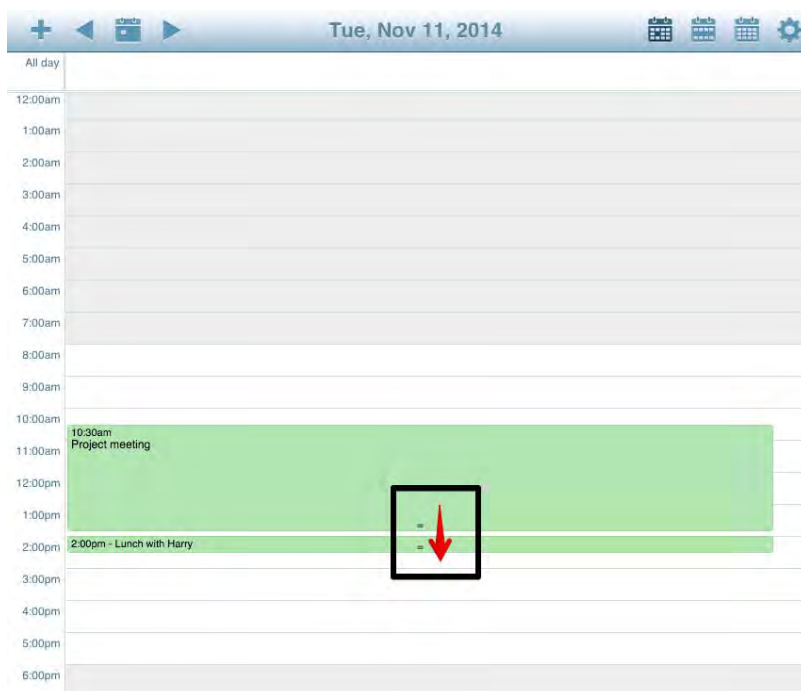 Tue, Nov 11, 2014
All day
12:00am
1:00am
2:00am
3:00am
4:00am
5:00am
6:00am
7:00am
8:00am
9:00am
10:00am
10:30am
Project meeting
11:00am
12:00pm
1:00pm
2:00pm
2:00pm - Lunch with Harry
3:00pm
4:00pm
5:00pm
6:00pm